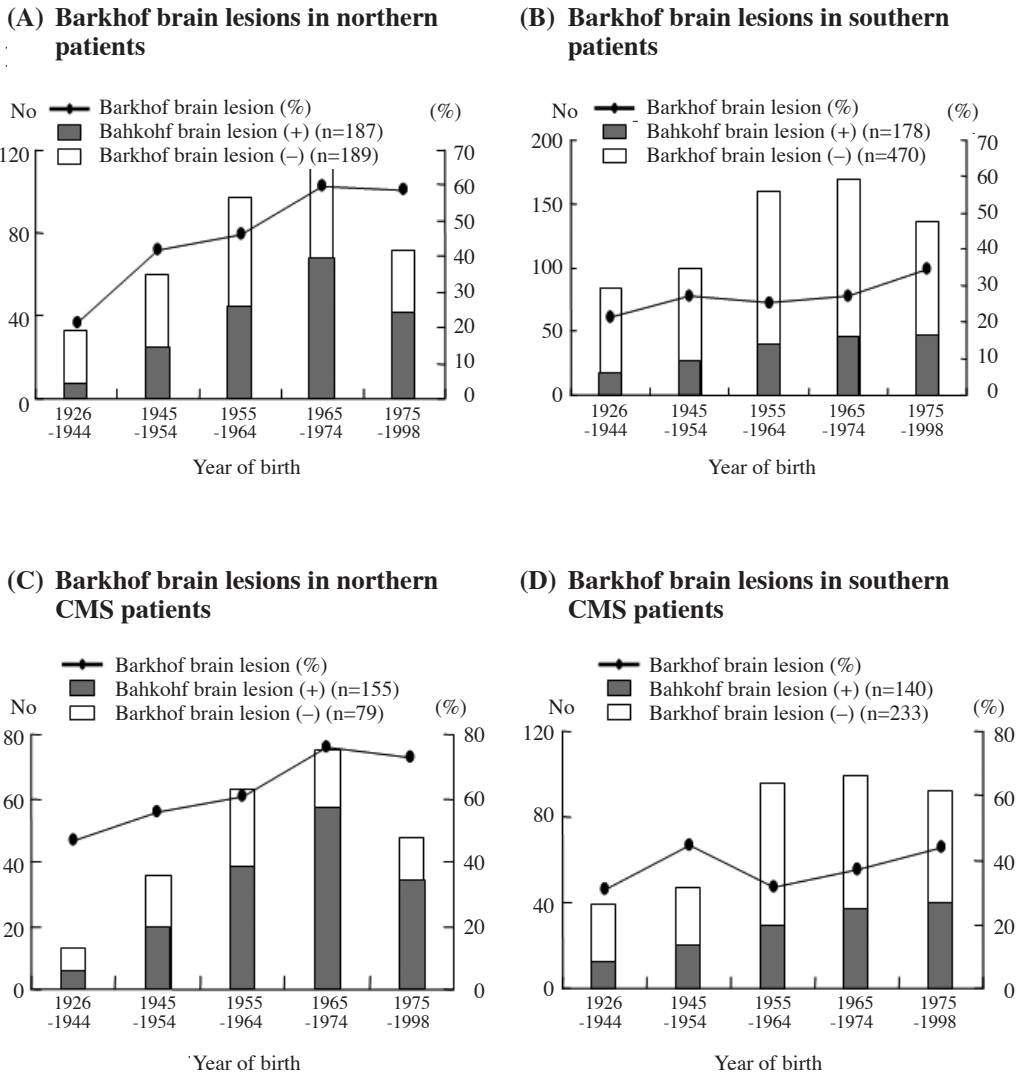 (A) Barkhof brain lesions in northern
patients
No
(%)
Barkhof brain lesion (%)
Bahkohf brain lesion (+) (n=187)
Barkhof brain lesion (–) (n=189)
120
80
40
0
70
60
50
40
30
20
10
0
1926 1945 1955 1965 1975
-1944 -1954 -1964 -1974 -1998
Year of birth
(B) Barkhof brain lesions in southern
patients
No
(%)
Barkhof brain lesion (%)
Bahkohf brain lesion (+) (n=178)
Barkhof brain lesion (–) (n=470)
200
150
100
50
0
70
60
50
40
30
20
10
0
1926 1945 1955 1965 1975
-1944 -1954 -1964 -1974 -1998
Year of birth
(C) Barkhof brain lesions in northern
CMS patients
Barkhof brain lesion (%)
Bahkohf brain lesion (+) (n=155)
Barkhof brain lesion (–) (n=79)
No
(%)
80
60
40
20
0
80
60
40
20
0
1926 1945 1955 1965 1975
-1944 -1954 -1964 -1974 -1998
Year of birth
(D) Barkhof brain lesions in southern
CMS patients
Barkhof brain lesion (%)
Bahkohf brain lesion (+) (n=140)
Barkhof brain lesion (–) (n=233)
No
(%)
120
80
40
0
80
60
40
20
0
1926 1945 1955 1965 1975
-1944 -1954 -1964 -1974 -1998
Year of birth